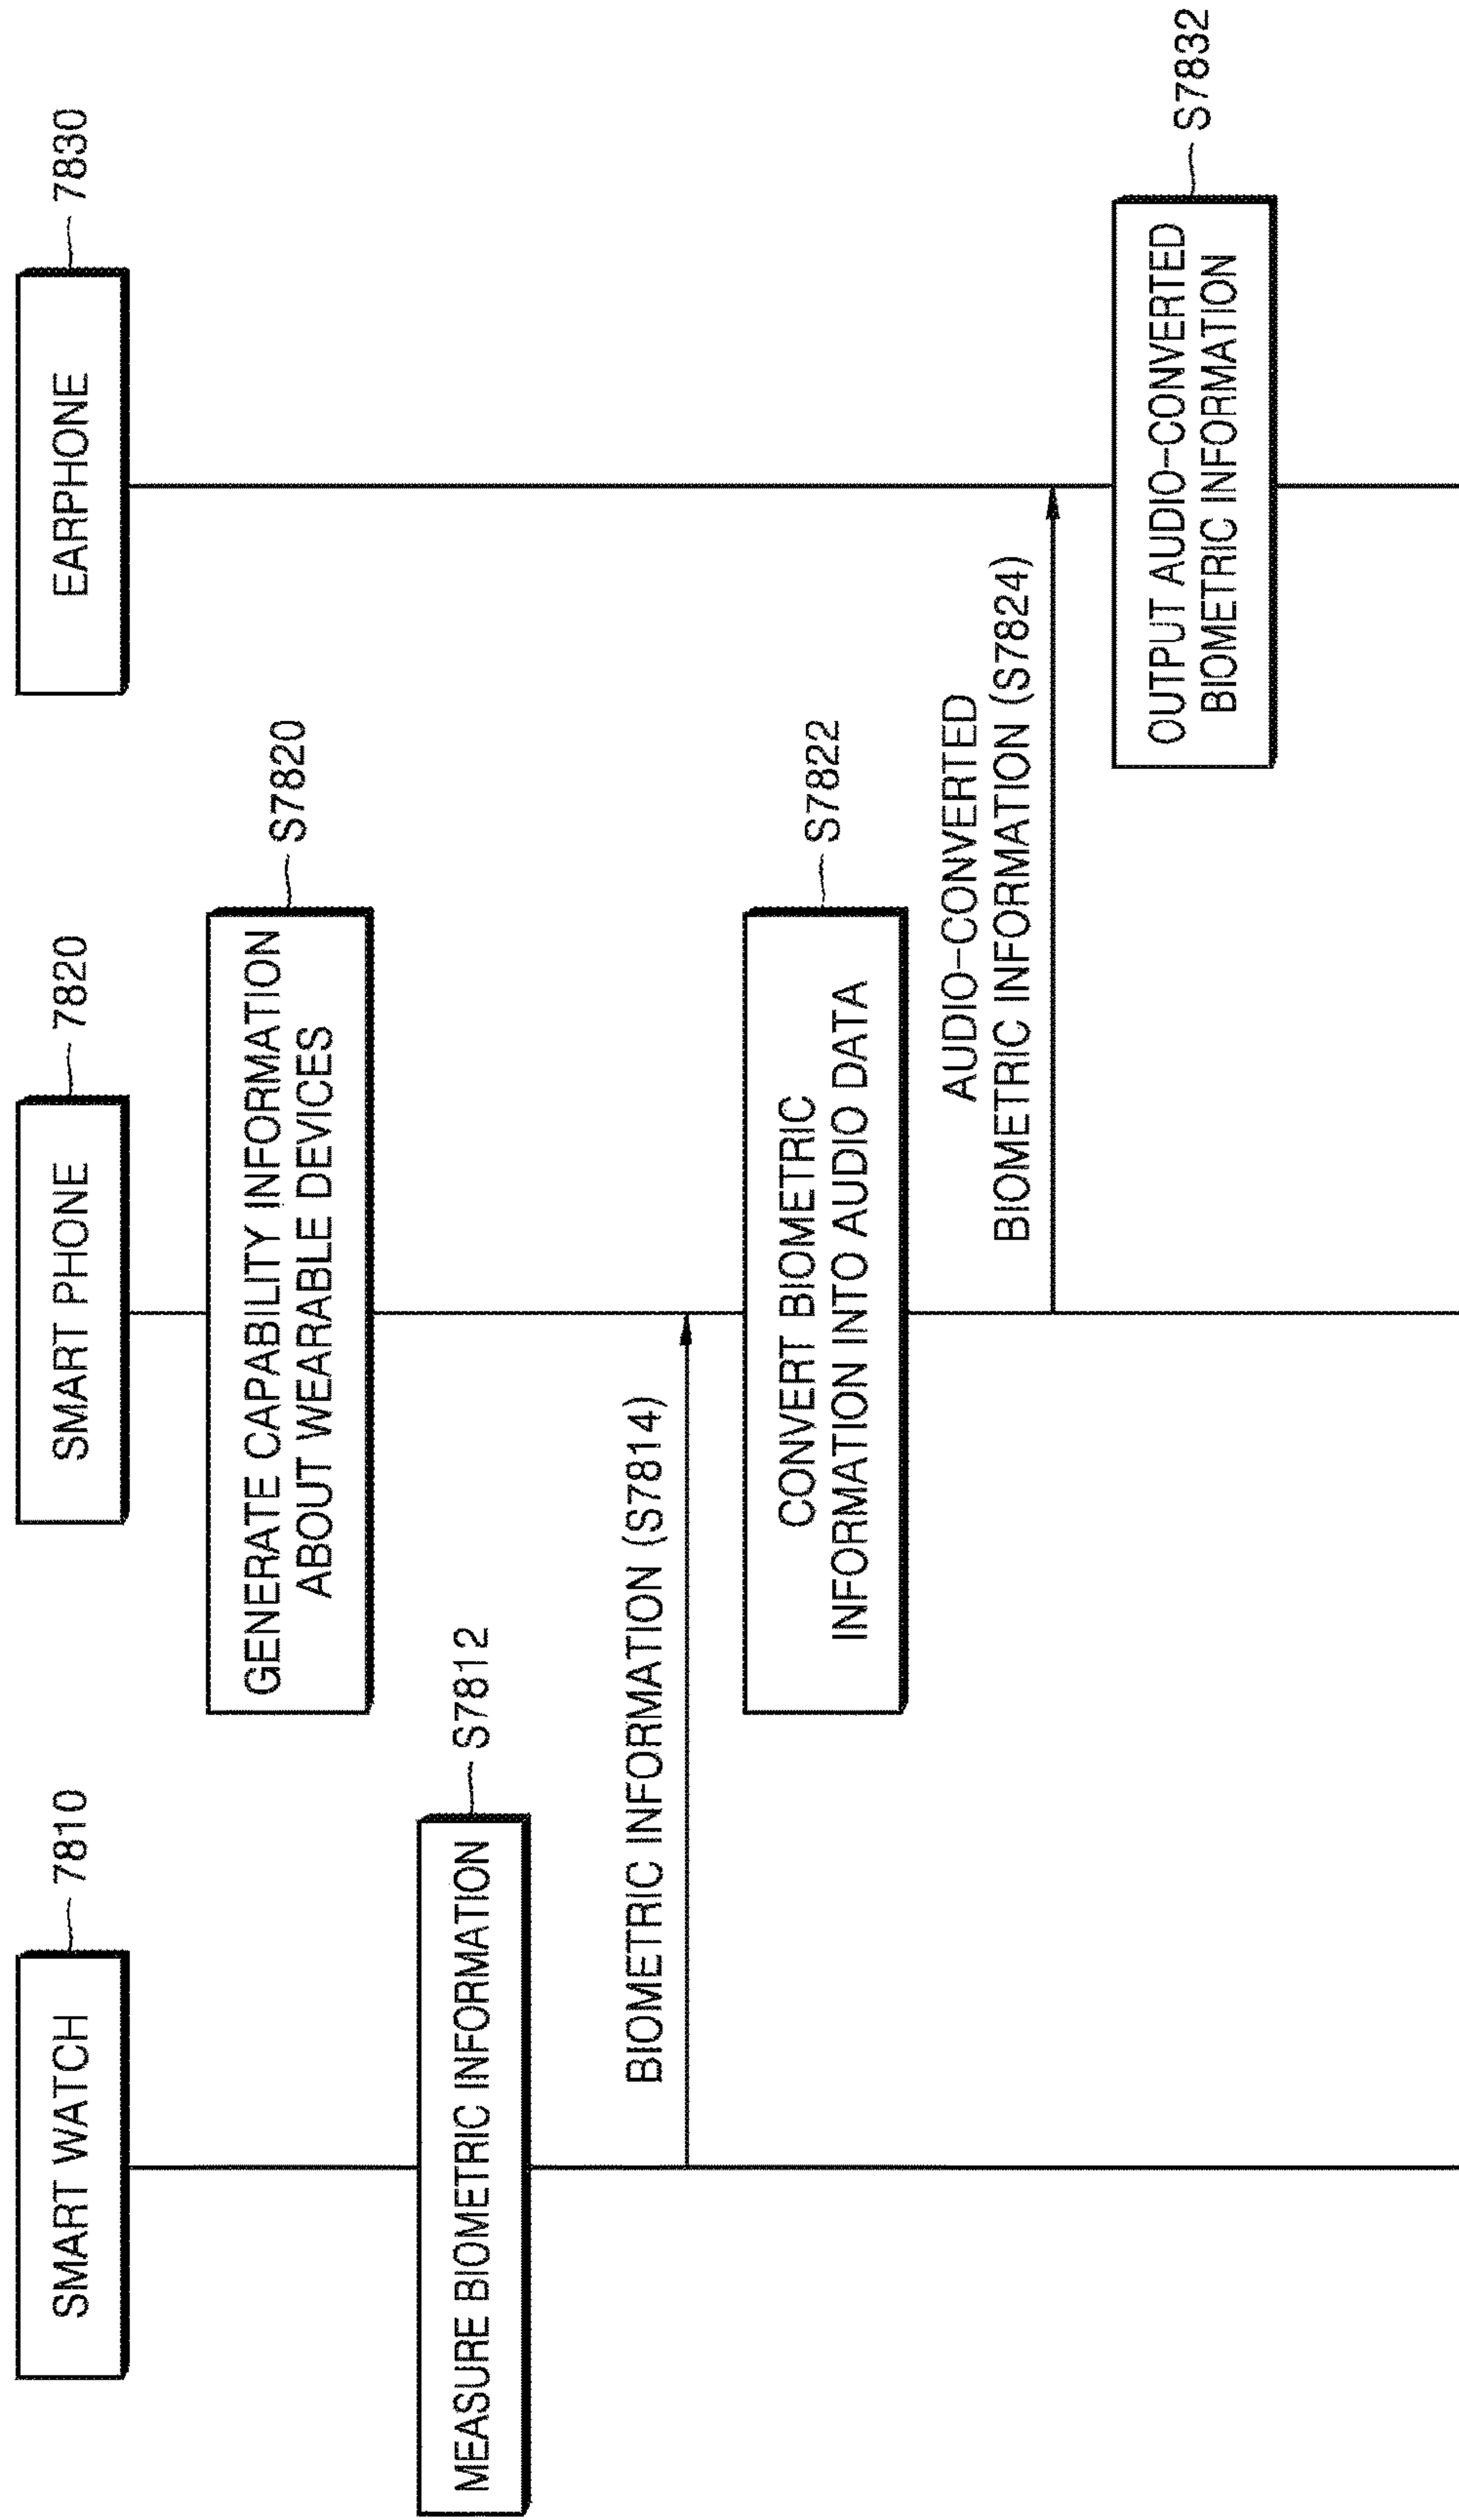 SMART WATCH
7810
SMART PHONE
7820
EARPHONE
7830
GENERATE CAPABILITY INFORMATION
ABOUT WEARABLE DEVICES
S7820
MEASURE BIOMETRIC INFORMATION
S7812
BIOMETRIC INFORMATION (S7814)
CONVERT BIOMETRIC
INFORMATION INTO AUDIO DATA
S7822
AUDIO-CONVERTED
BIOMETRIC INFORMATION (S7824)
OUTPUT AUDIO-CONVERTED
BIOMETRIC INFORMATION
S7832